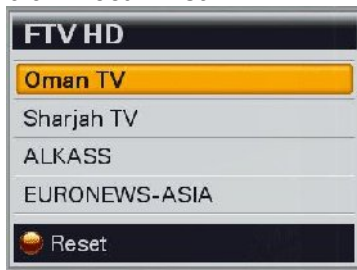 FTV HD
Oman TV
Sharjah TV
ALKASS
EURONEWS-ASIA
Reset